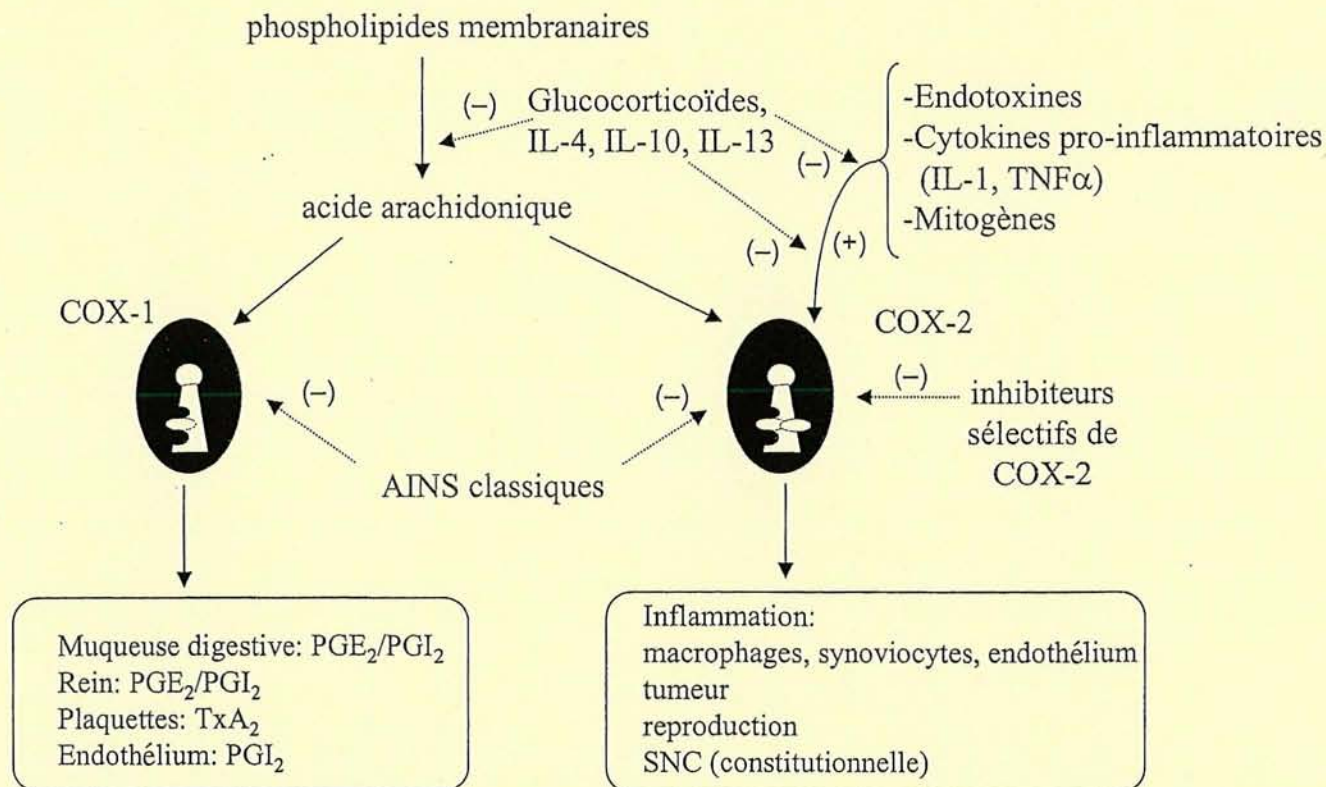 phospholipides membranaires
(–)
Glucocorticoïdes,
IL-4, IL-10, IL-13
(–)
-Endotoxines
-Cytokines pro-inflammatoires
(IL-1, TNFα)
-Mitogènes
acide arachidonique
(–)
(+)
COX-1
COX-2
(–)
(–)
(–)
inhibiteurs
sélectifs de
COX-2
AINS classiques
Muqueuse digestive: PGE₂/PGI₂
Rein: PGE₂/PGI₂
Plaquettes: TxA₂
Endothélium: PGI₂
Inflammation:
macrophages, synoviocytes, endothélium
tumeur
reproduction
SNC (constitutionnelle)